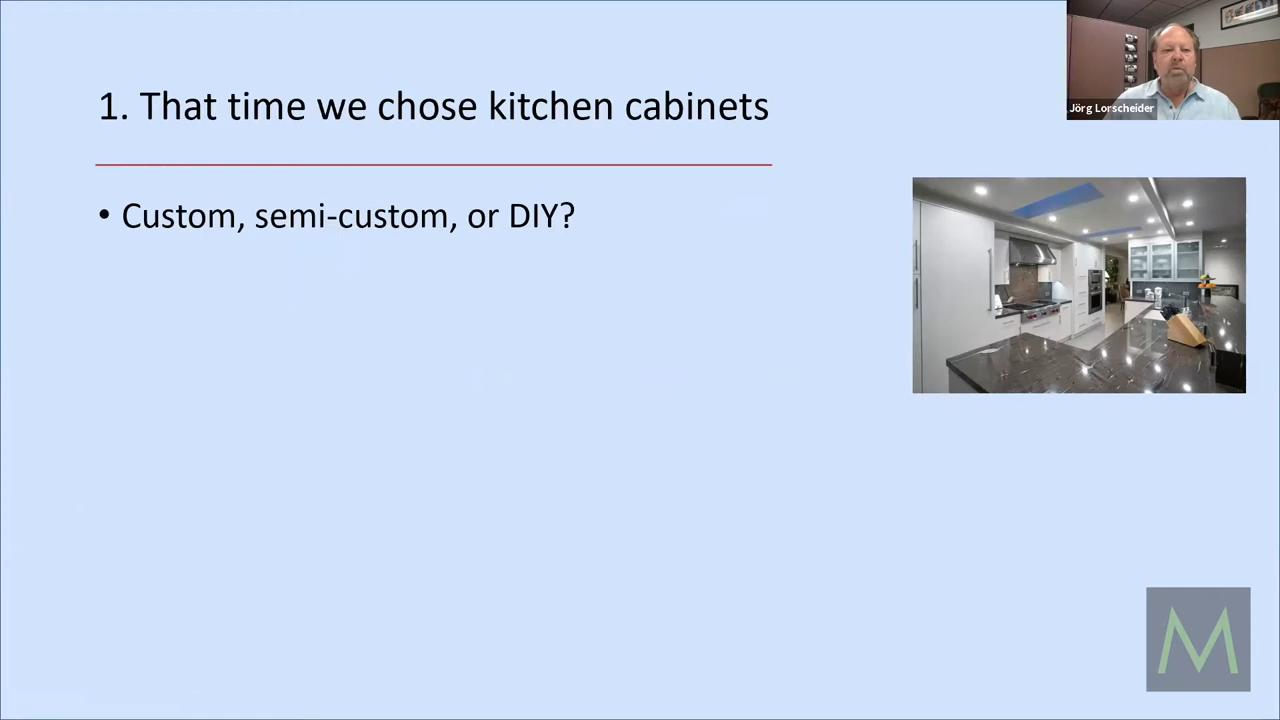 1. That time we chose kitchen cabinets
• Custom, semi-custom, or DIY?
Jörg Lorscheider
M